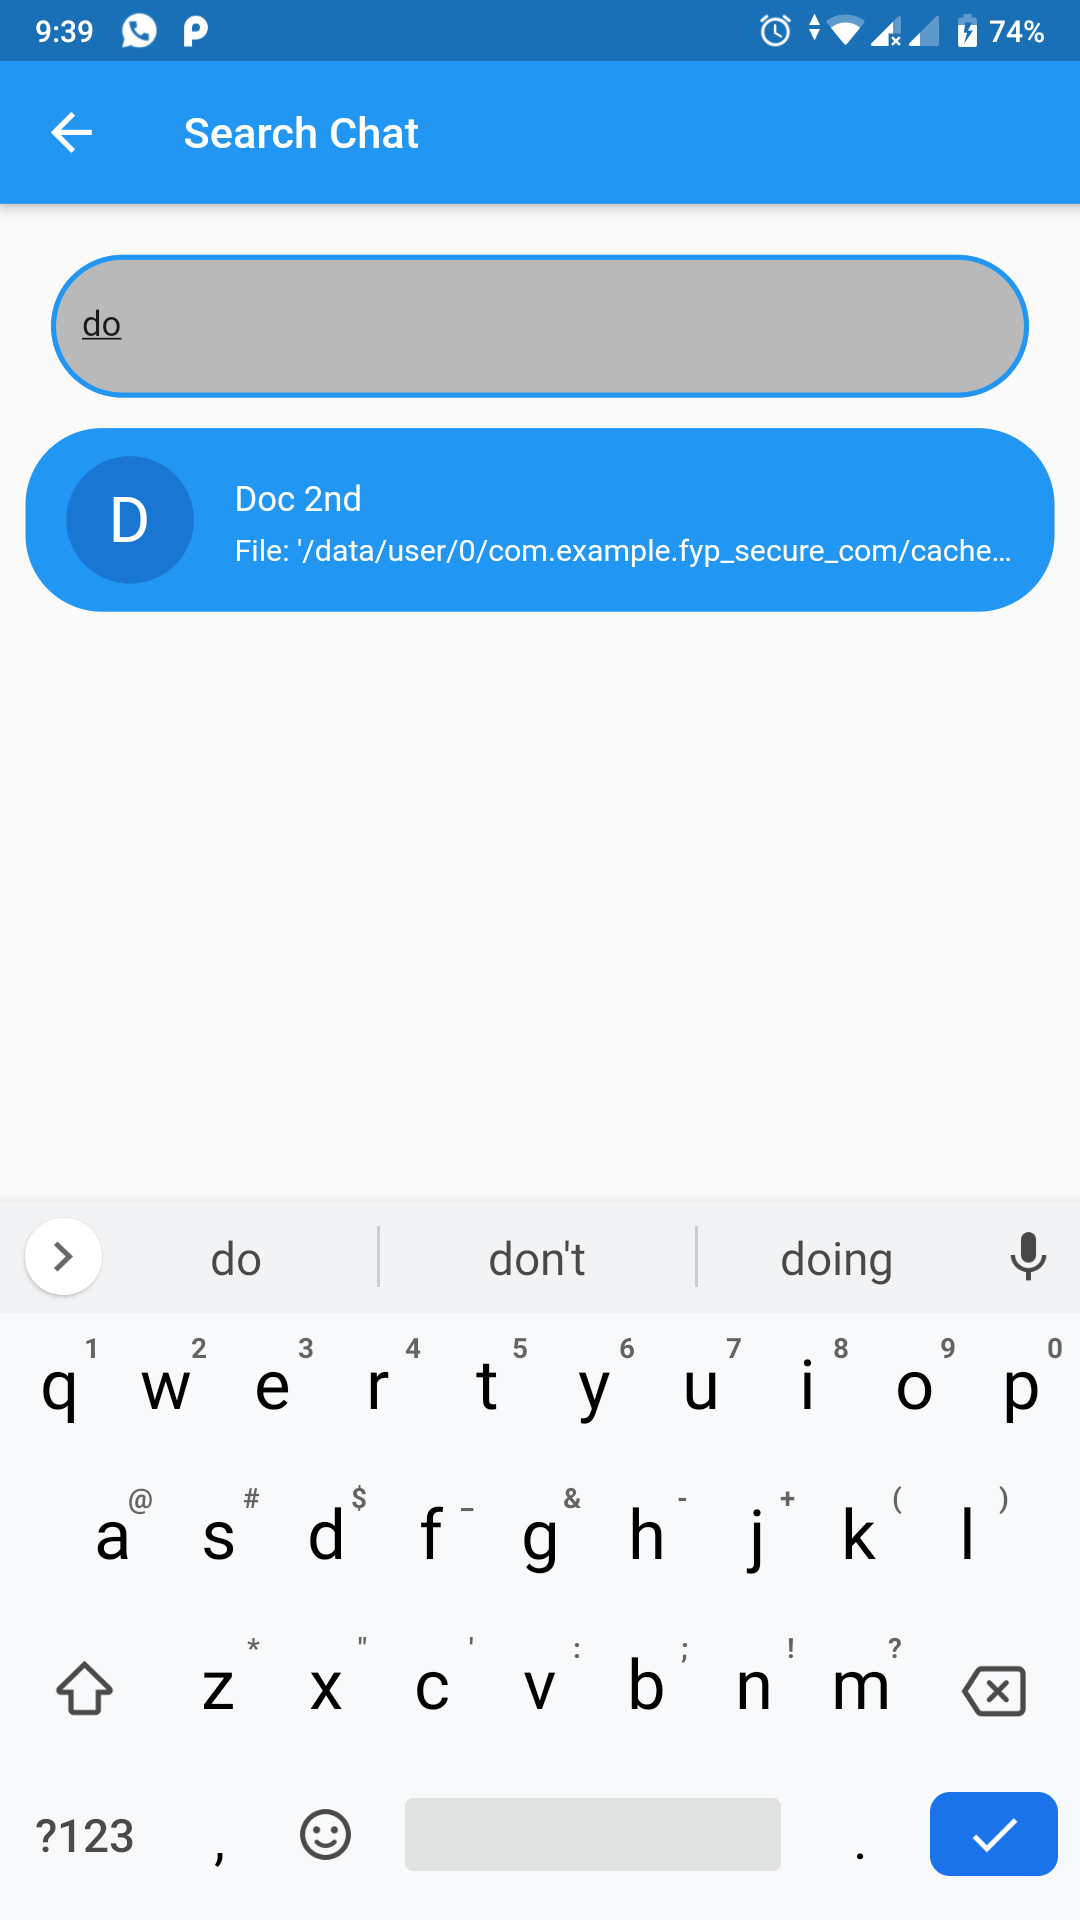 9:39 74%
Search Chat
do
D
Doc 2nd
File: '/data/user/0/com.example.fyp_secure_com/cache...
do don't doing
1 2 3 4 5 6 7 8 9 0
q w e r t y u i o p
@ # $ _ & - + ( )
a s d f g h j k l
* " ' : ; ! ?
z x c v b n m
?123 , .